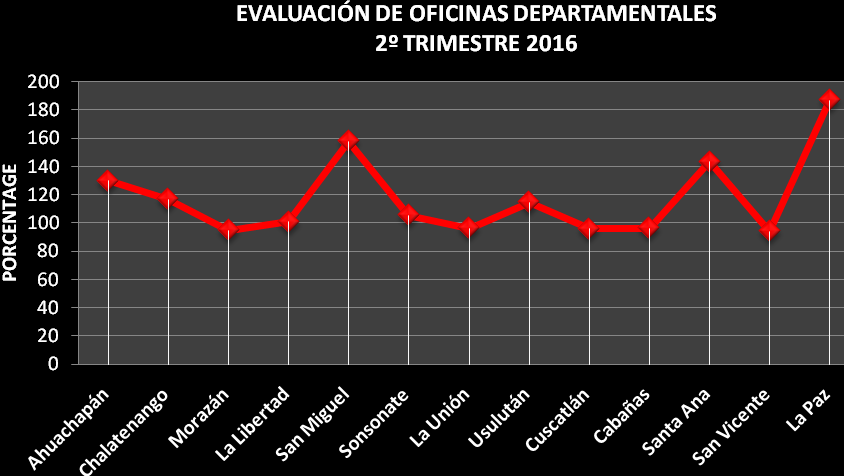 EVALUACIÓN DE OFICINAS DEPARTAMENTALES
2º TRIMESTRE 2016
PORCENTAGE
200
180
160
140
120
100
80
60
40
20
0
Ahuachapán
Chalatenango
Morazán
La Libertad
San Miguel
Sonsonate
La Unión
Usulután
Cuscatlán
Cabañas
Santa Ana
San Vicente
La Paz